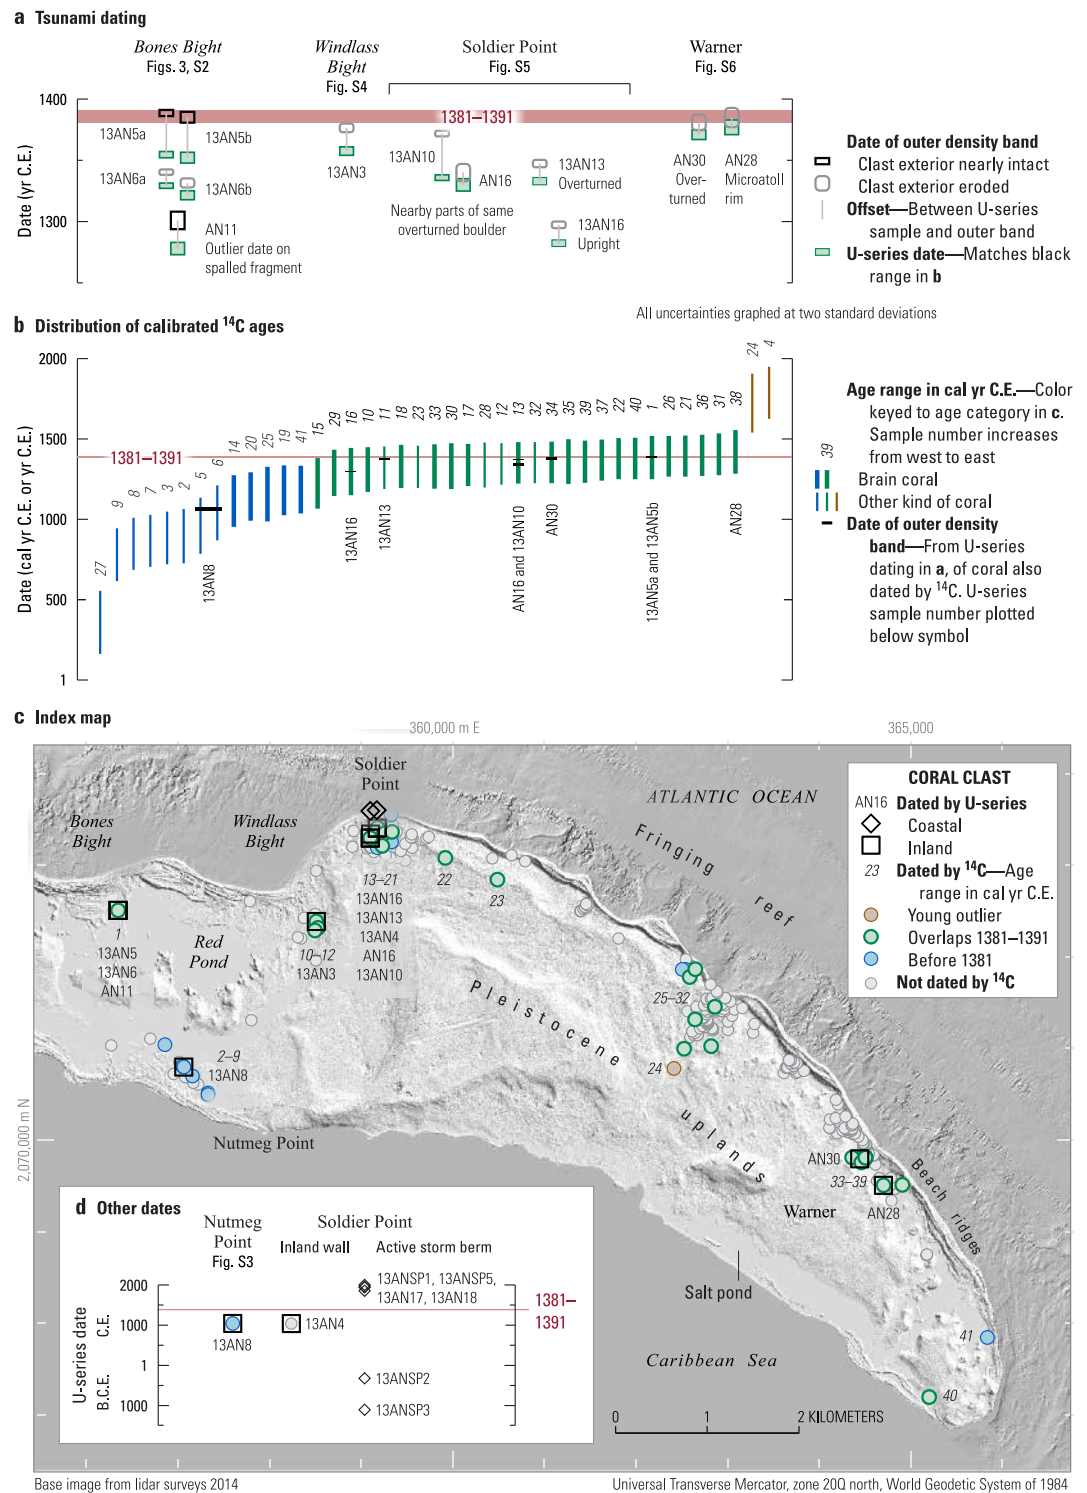 a Tsunami dating
Bones Bight
Figs. 3, S2
Windlass
Bight
Fig. S4
Soldier Point
Fig. S5
Warner
Fig. S6
1400
1300
Date (yr C.E.)
1381–1391
13AN5a
13AN5b
13AN6a
13AN6b
AN11
Outlier date on
spalled fragment
13AN3
13AN10
AN16
Nearby parts of same
overturned boulder
13AN13
Overturned
13AN16
Upright
AN30
Over-
turned
AN28
Microatoll
rim
Date of outer density band
Clast exterior nearly intact
Clast exterior eroded
Offset—Between U-series
sample and outer band
U-series date—Matches black
range in b
All uncertainties graphed at two standard deviations
b Distribution of calibrated 14C ages
2000
1500
1000
500
1
Date (cal yr C.E. or yr C.E.)
1381–1391
27
9
8
7
3
2
5
6
14
20
25
19
41
15
29
16
10
11
18
23
33
30
17
28
12
13
32
34
35
39
37
22
40
1
26
21
36
31
38
24
4
13AN8
13AN16
13AN13
AN16 and 13AN10
AN30
13AN5a and 13AN5b
AN28
Age range in cal yr C.E.—Color
keyed to age category in c.
Sample number increases
from west to east
39
Brain coral
Other kind of coral
Date of outer density
band—From U-series
dating in a, of coral also
dated by 14C. U-series
sample number plotted
below symbol
c Index map
360,000 m E
365,000
2,070,000 m N
Soldier
Point
Bones
Bight
Windlass
Bight
ATLANTIC OCEAN
Fringing reef
CORAL CLAST
AN16 Dated by U-series
Coastal
Inland
23 Dated by 14C—Age
range in cal yr C.E.
Young outlier
Overlaps 1381–1391
Before 1381
Not dated by 14C
1
13AN5
13AN6
AN11
Red
Pond
10–12
13AN3
13–21
13AN16
13AN13
13AN4
AN16
13AN10
22
23
25–32
24
Pleistocene
uplands
2–9
13AN8
Nutmeg Point
AN30
33–39
AN28
Warner
Beach ridges
Salt pond
Caribbean Sea
41
40
0 1 2 KILOMETERS
d Other dates
Nutmeg
Point
Fig. S3
Soldier Point
Inland wall
Active storm berm
2000
1000
1
1000
U-series date
B.C.E. C.E.
13ANSP1, 13ANSP5,
13AN17, 13AN18
1381–
1391
13AN8
13AN4
13ANSP2
13ANSP3
Base image from lidar surveys 2014
Universal Transverse Mercator, zone 20Q north, World Geodetic System of 1984